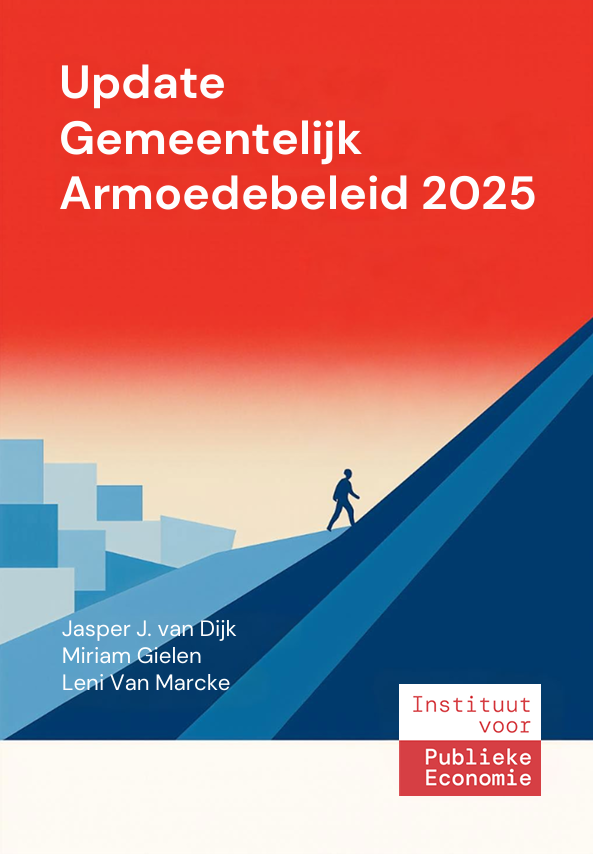 Update
Gemeentelijk
Armoedebeleid 2025
Jasper J. van Dijk
Miriam Gielen
Leni Van Marcke
Instituut
voor
Publieke
Economie